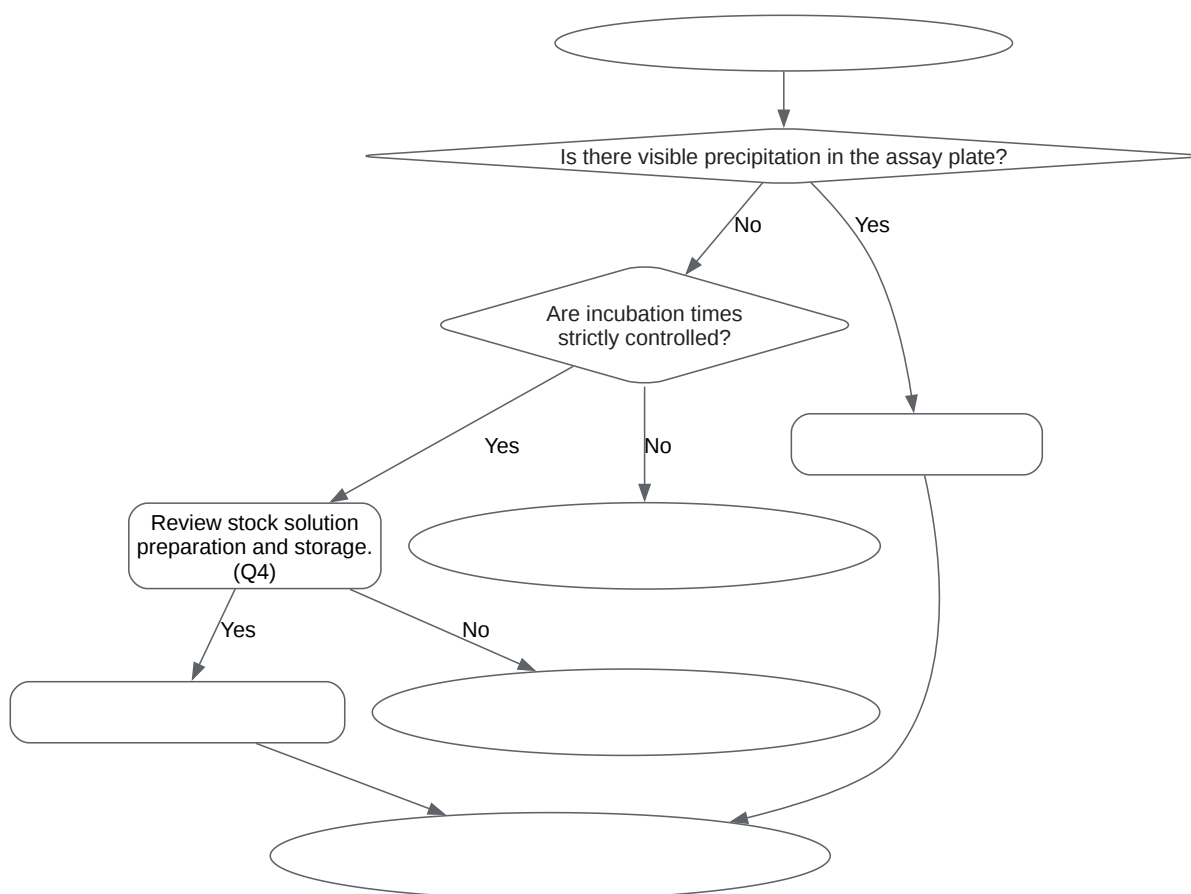 Is there visible precipitation in the assay plate?
No
Yes
Are incubation times
strictly controlled?
Yes
No
Review stock solution
preparation and storage.
(Q4)
Yes
No